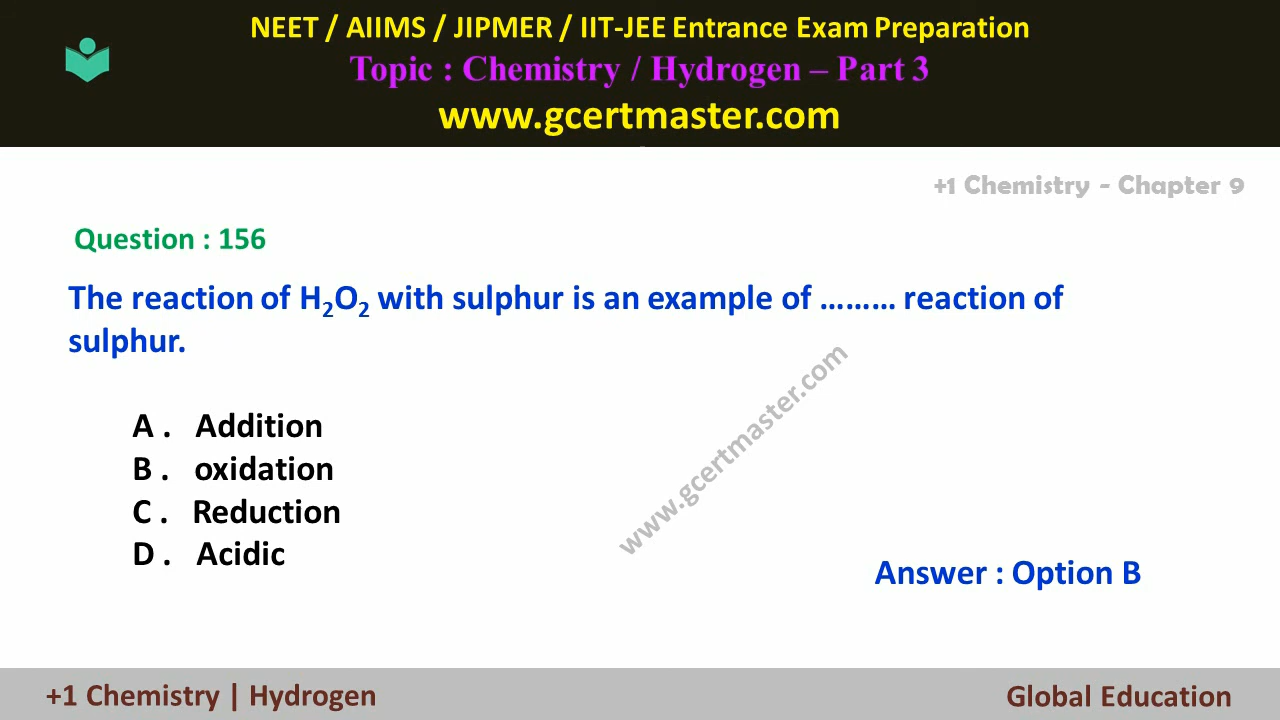 NEET / AIIMS / JIPMER / IIT-JEE Entrance Exam Preparation
Topic : Chemistry / Hydrogen – Part 3
www.gcertmaster.com
+1 Chemistry - Chapter 9
Question : 156
The reaction of H₂O₂ with sulphur is an example of ……… reaction of
sulphur.
A . Addition
B . oxidation
C . Reduction
D . Acidic
www.gcertmaster.com
Answer : Option B
+1 Chemistry | Hydrogen
Global Education